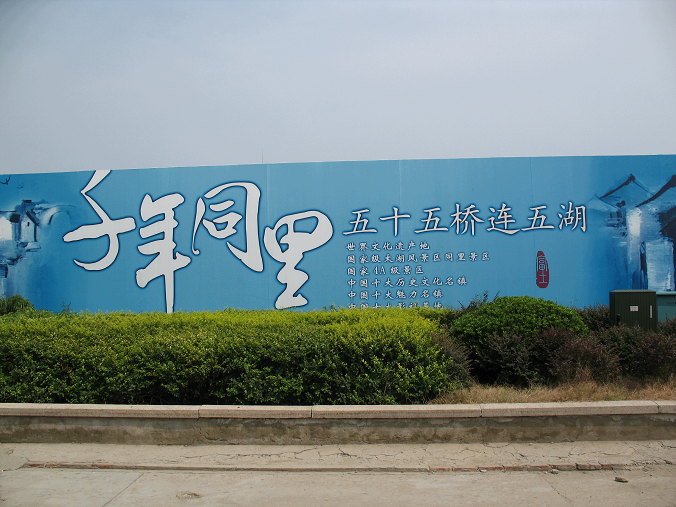 千年同里
五十五桥连五湖
世界文化遗产地
国家级太湖风景区同里景区
国家4A级景区
中国十大历史文化名镇
中国十大魅力名镇